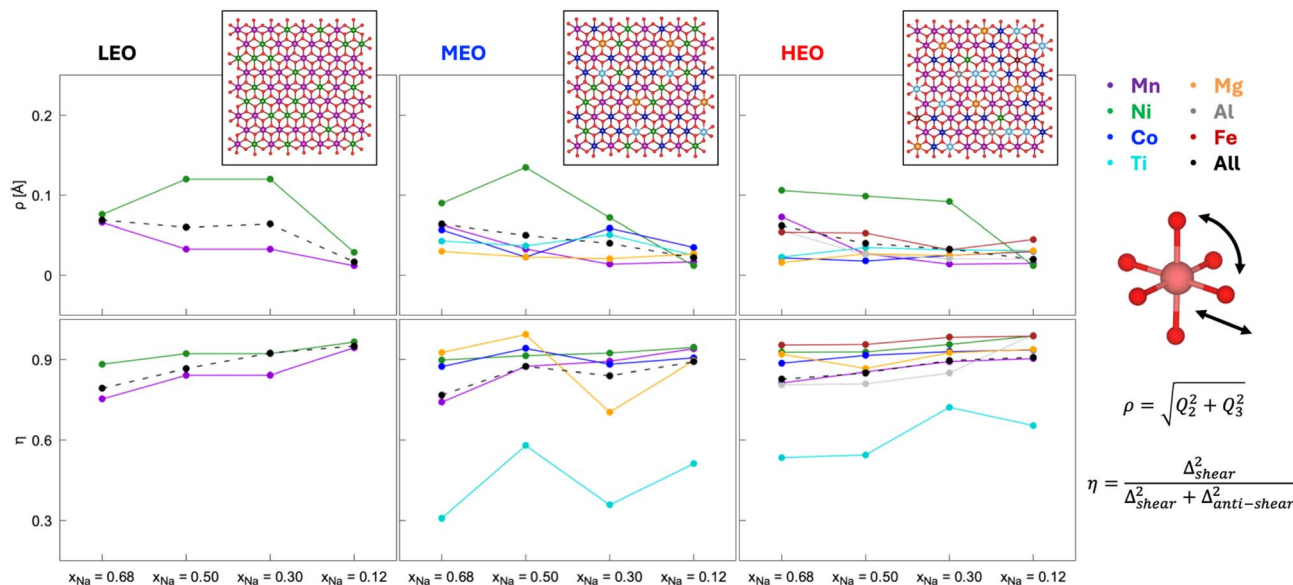 LEO
MEO
HEO
ρ [Å]
0.2
0.1
0
η
0.9
0.6
0.3
x_Na = 0.68
x_Na = 0.50
x_Na = 0.30
x_Na = 0.12
x_Na = 0.68
x_Na = 0.50
x_Na = 0.30
x_Na = 0.12
x_Na = 0.68
x_Na = 0.50
x_Na = 0.30
x_Na = 0.12
Mn
Mg
Ni
Al
Co
Fe
Ti
All
ρ = √(Q₂² + Q₃²)
η = Δ²_shear / (Δ²_shear + Δ²_anti−shear)